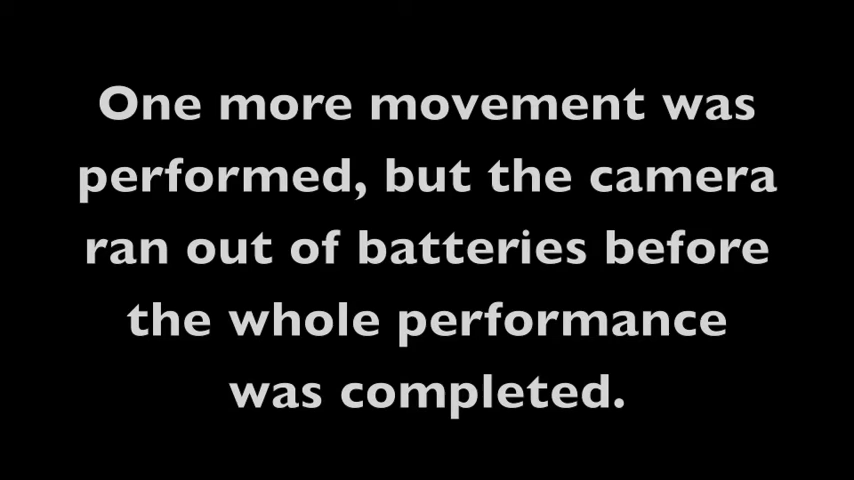 One more movement was
performed, but the camera
ran out of batteries before
the whole performance
was completed.